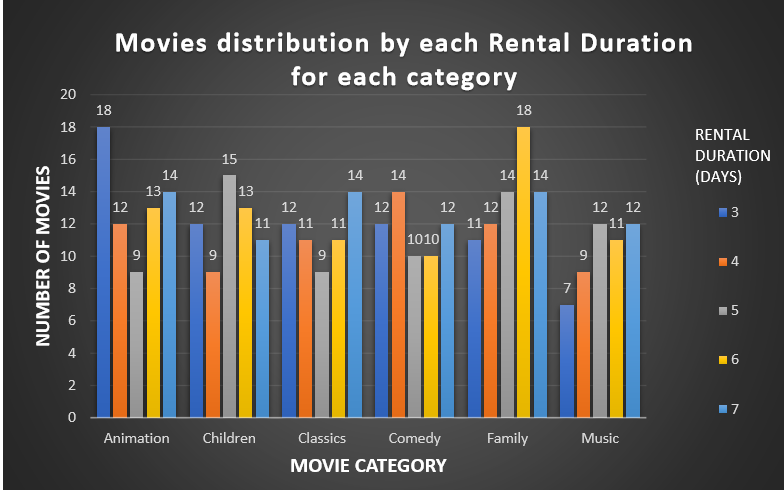 Movies distribution by each Rental Duration
for each category
NUMBER OF MOVIES
20
18
16
14
12
10
8
6
4
2
0
18 12 9 13 14
12 9 15 13 11
12 11 9 11 14
12 14 10 10 12
11 12 14 18 14
7 9 12 11 12
Animation Children Classics Comedy Family Music
MOVIE CATEGORY
RENTAL
DURATION
(DAYS)
3
4
5
6
7